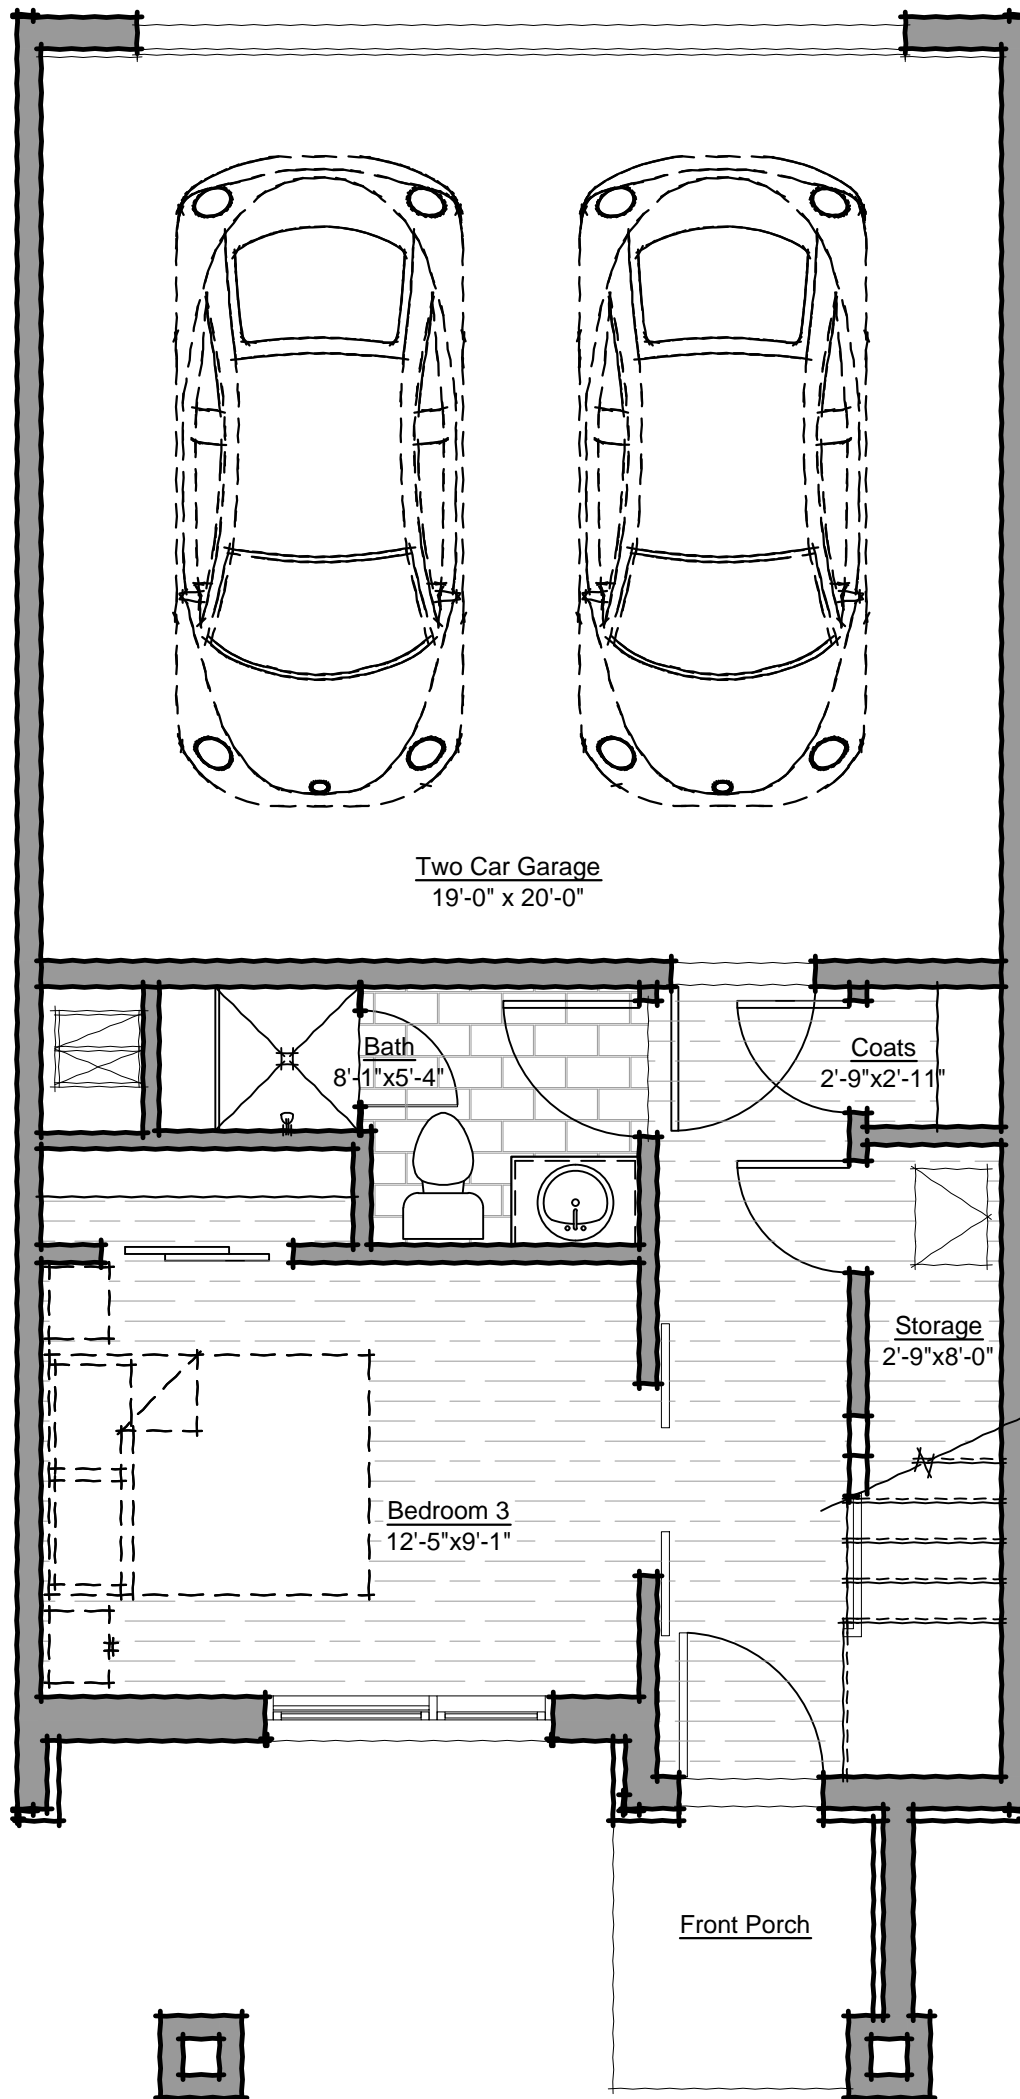 Two Car Garage
19'-0" x 20'-0"
Bath
8'-1"x5'-4"
Coats
2'-9"x2'-11"
Storage
2'-9"x8'-0"
Bedroom 3
12'-5"x9'-1"
Front Porch